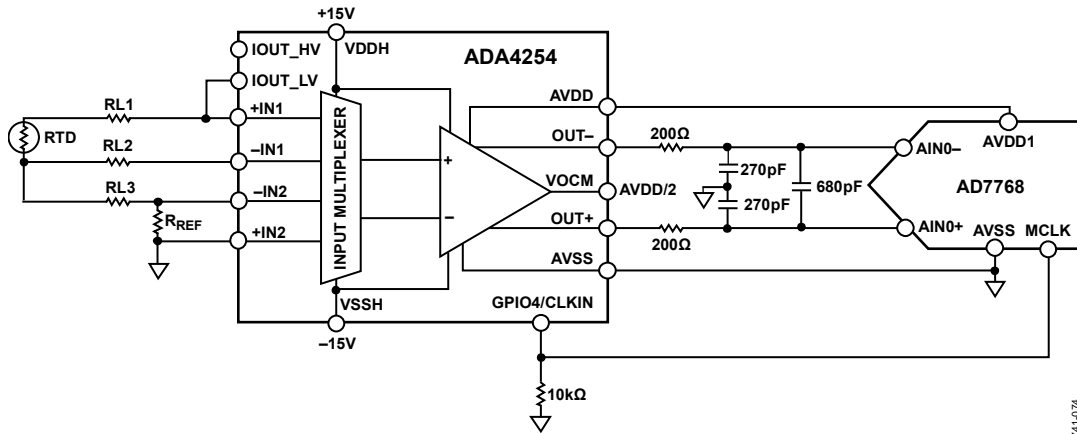 +15V
IOUT_HV
VDDH
ADA4254
IOUT_LV
AVDD
RL1
+IN1
INPUT MULTIPLEXER
OUT–
200Ω
AIN0–
AVDD1
RTD
RL2
–IN1
+
270pF
VOCM
AVDD/2
680pF
AD7768
RL3
–IN2
–
270pF
OUT+
200Ω
AIN0+
RREF
+IN2
AVSS
AVSS
MCLK
VSSH
GPIO4/CLKIN
–15V
10kΩ